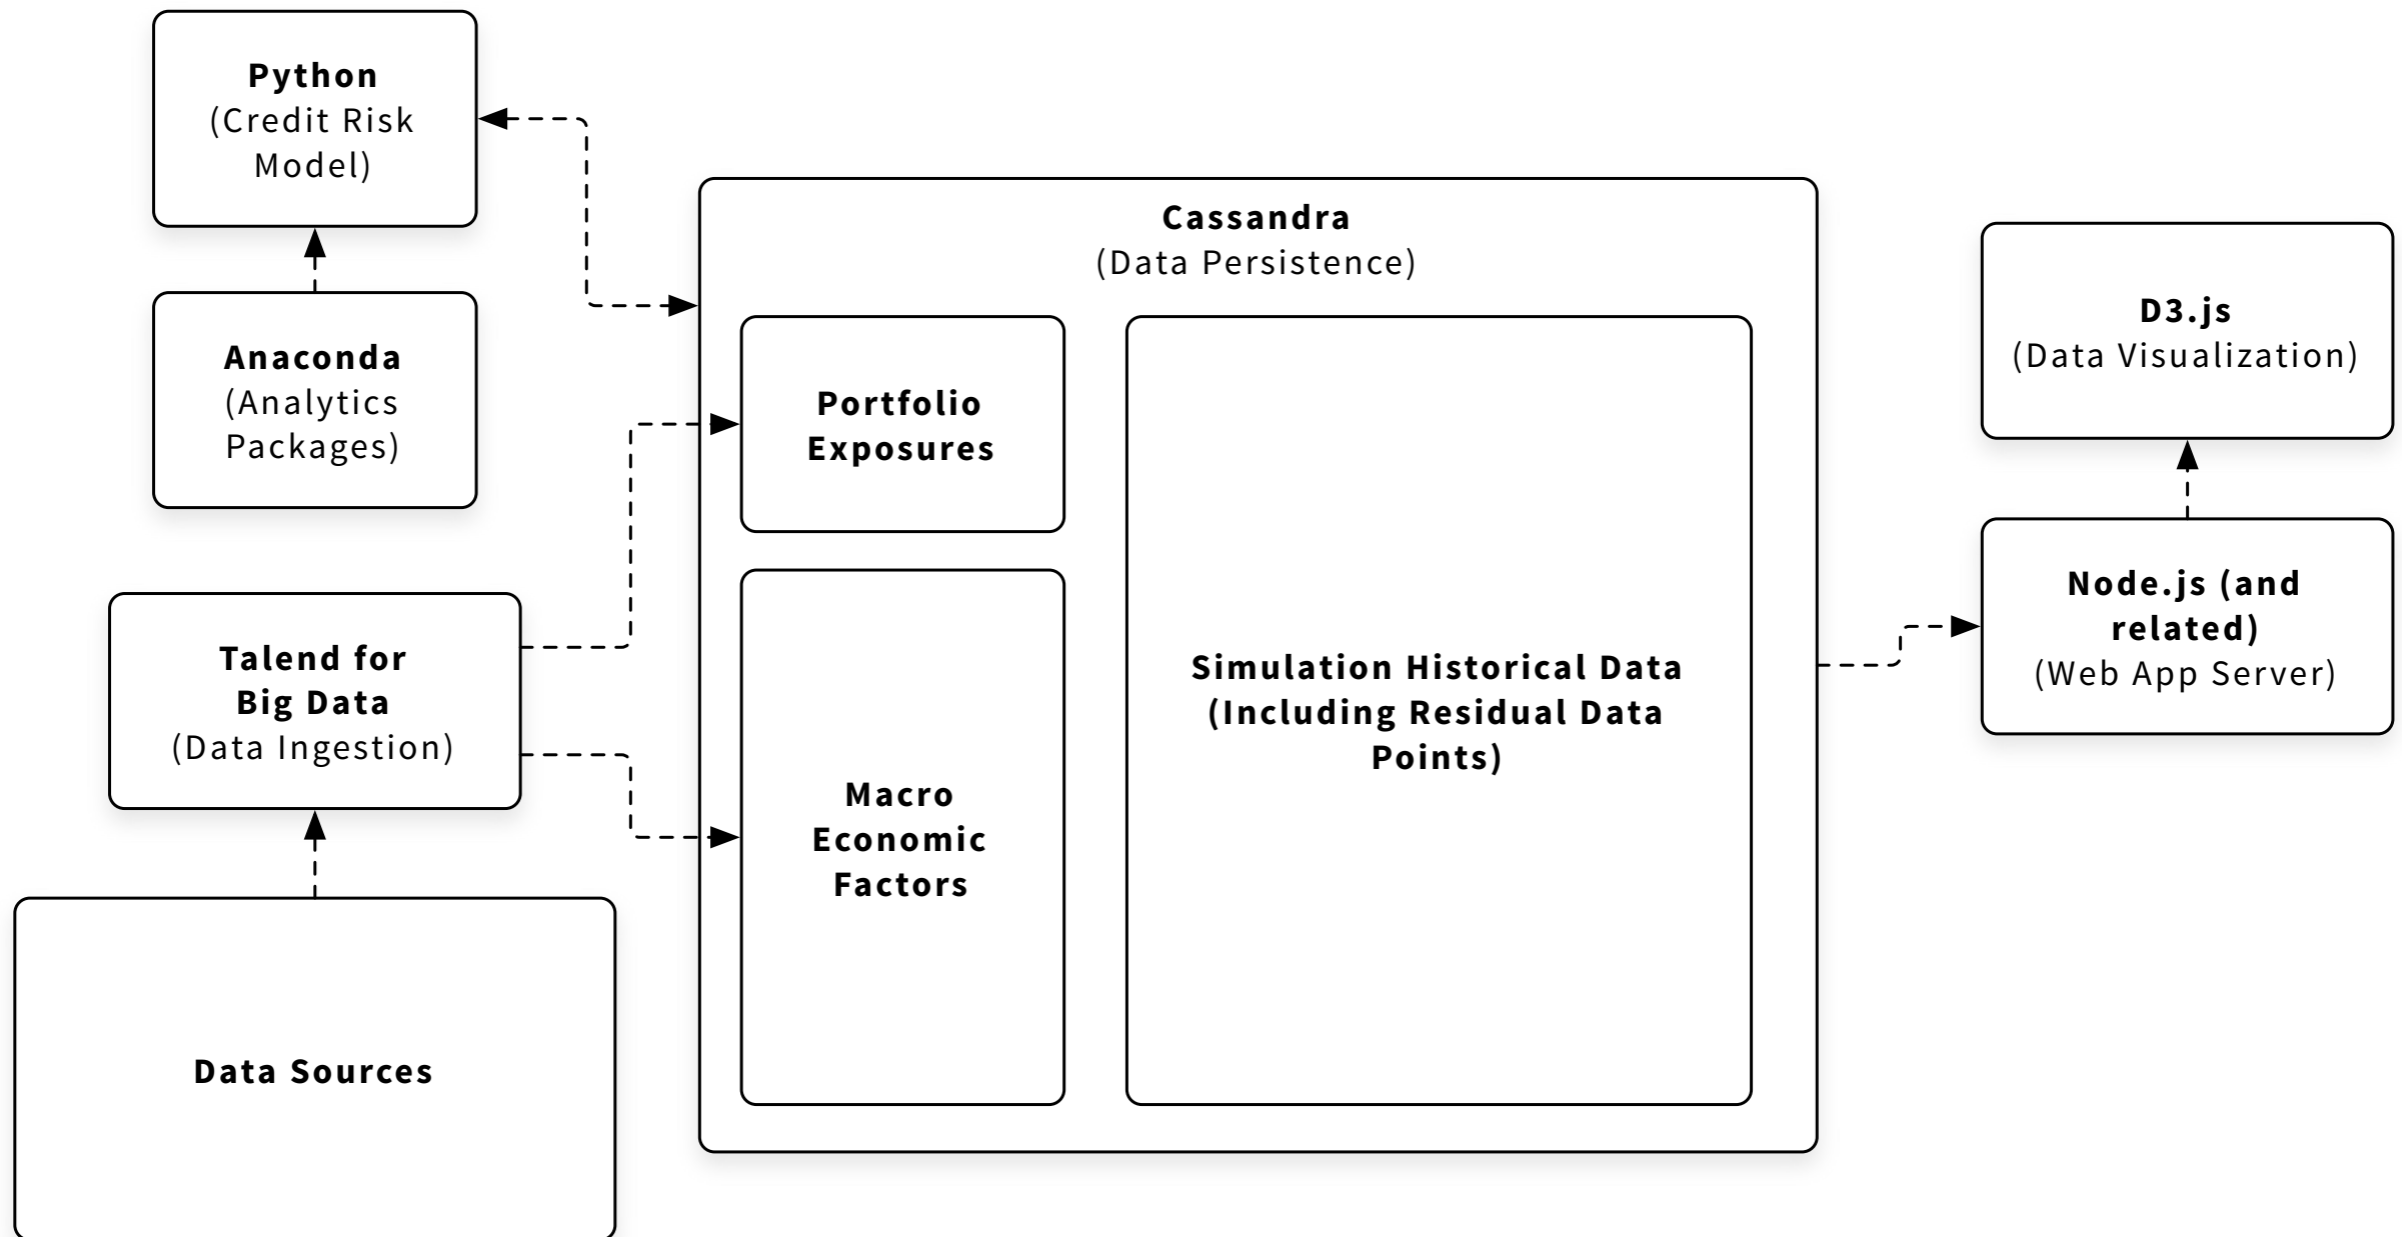 Python
(Credit Risk
Model)
Anaconda
(Analytics
Packages)
Talend for
Big Data
(Data Ingestion)
Data Sources
Cassandra
(Data Persistence)
Portfolio
Exposures
Macro
Economic
Factors
Simulation Historical Data
(Including Residual Data
Points)
D3.js
(Data Visualization)
Node.js (and
related)
(Web App Server)